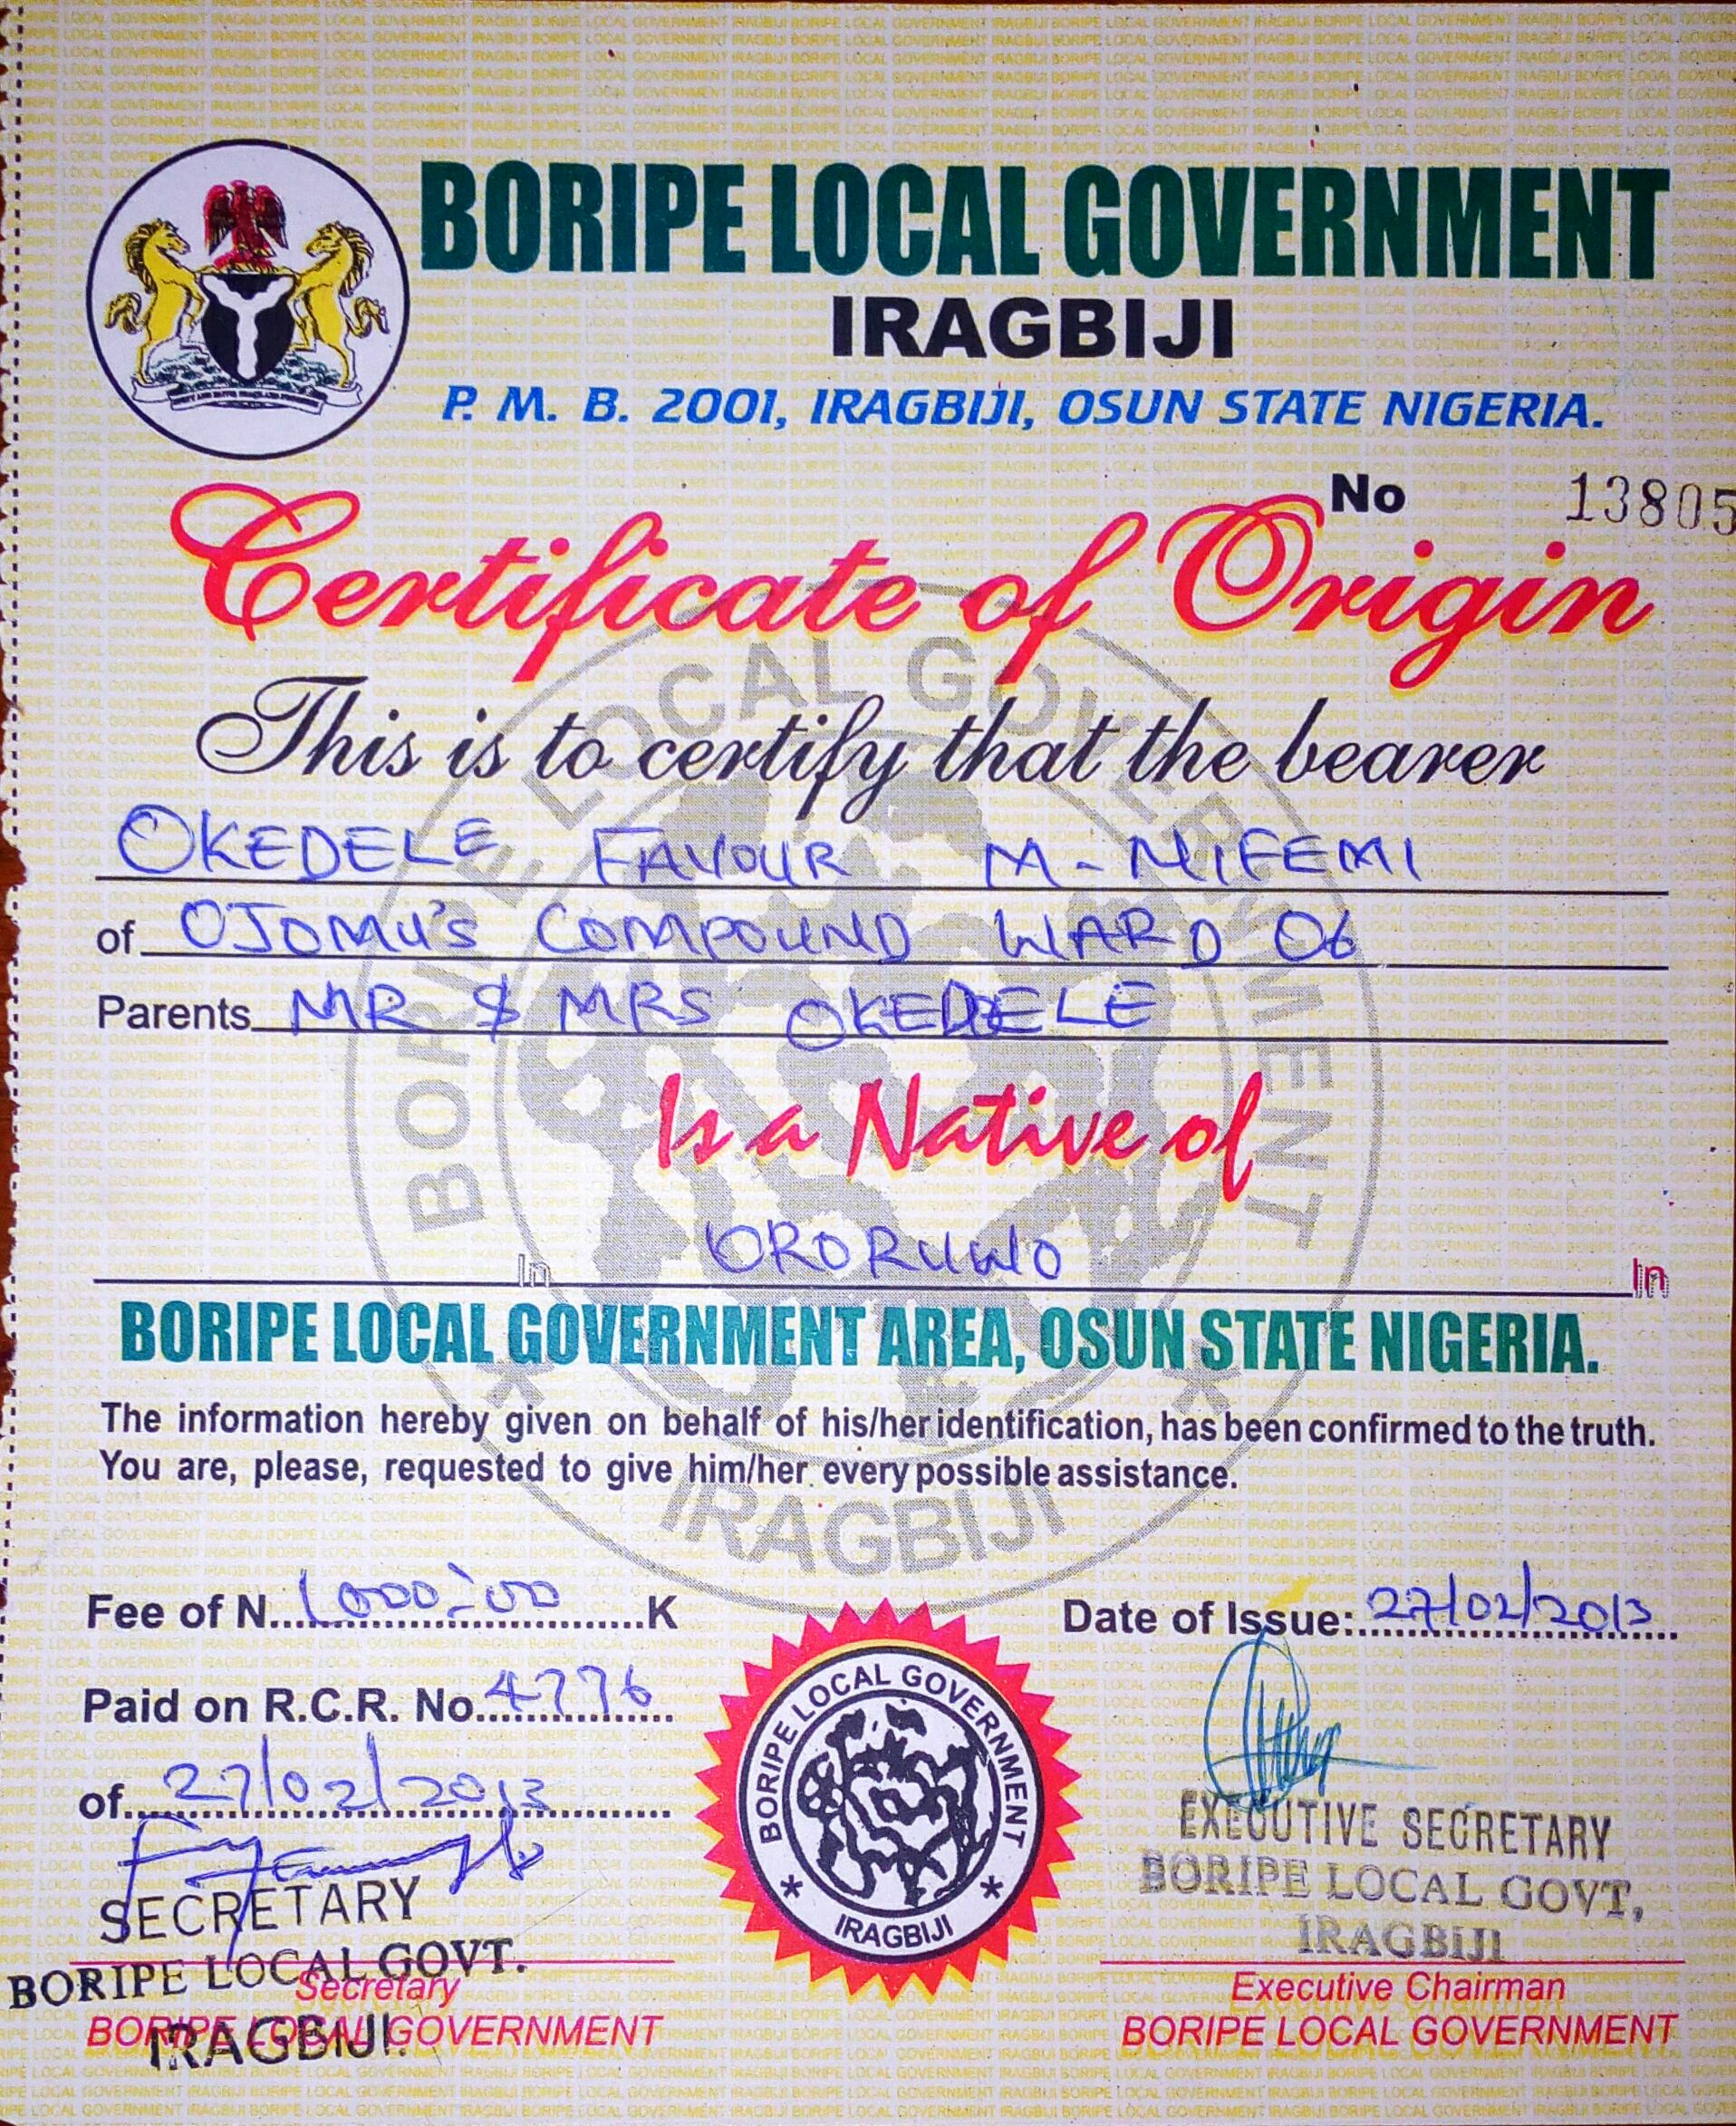 BORIPE LOCAL GOVERNMENT
IRAGBIJI
P. M. B. 2001, IRAGBIJI, OSUN STATE NIGERIA.
No 13805
Certificate of Origin
This is to certify that the bearer
OKEDELE FAVOUR M-NIFEMI
of OJOMU'S COMPOUND WARD 06
Parents MR & MRS OKEDELE
Is a Native of
ORORUWO
In In
BORIPE LOCAL GOVERNMENT AREA, OSUN STATE NIGERIA.
The information hereby given on behalf of his/her identification, has been confirmed to the truth.
You are, please, requested to give him/her every possible assistance.
BORIPE LOCAL GOVERNMENT
IRAGBIJI
Fee of N 1000=00 K
Date of Issue: 27/02/2013
Paid on R.C.R. No. 4776
of 27/02/2013
BORIPE LOCAL GOVERNMENT
IRAGBIJI
SECRETARY
BORIPE LOCAL GOVT.
IRAGBIJI.
Secretary
BORIPE LOCAL GOVERNMENT
EXECUTIVE SECRETARY
BORIPE LOCAL GOVT,
IRAGBIJI
Executive Chairman
BORIPE LOCAL GOVERNMENT